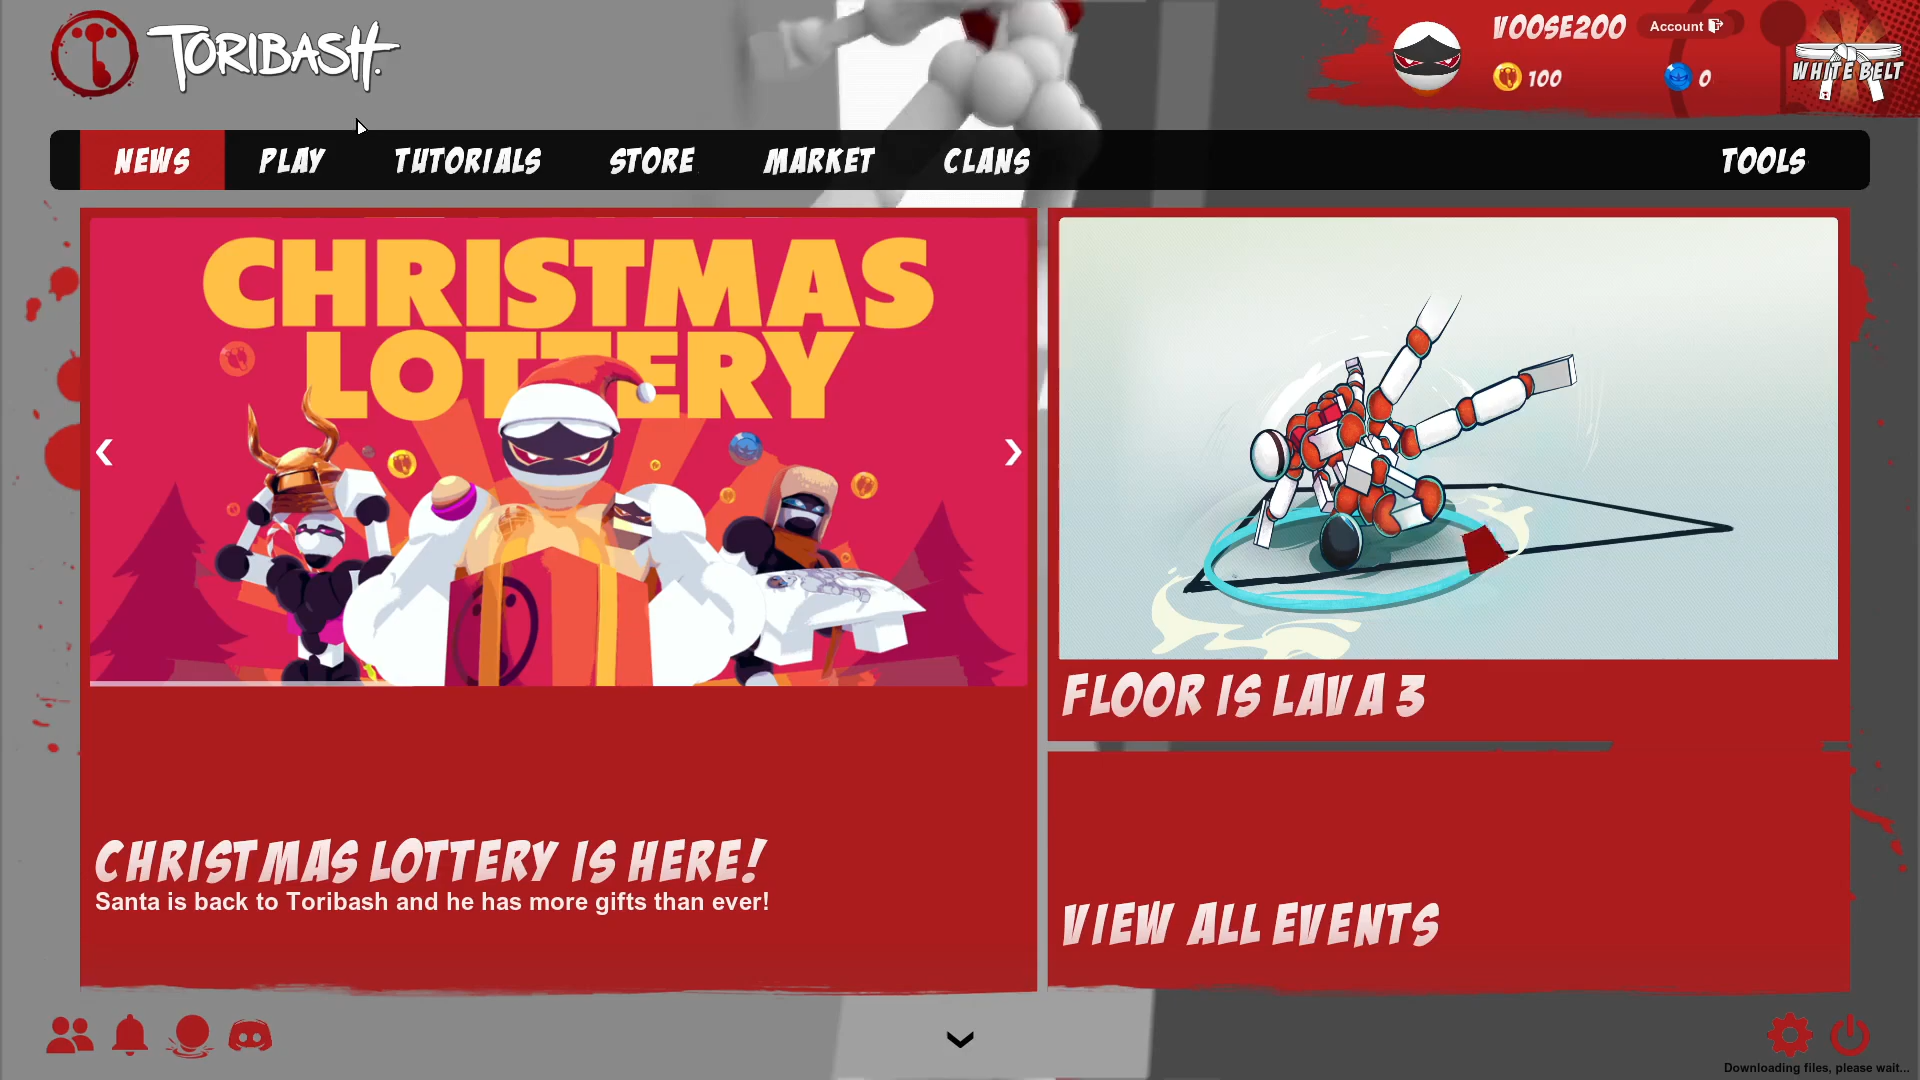 TORIBASH.
VOOSE200
Account
100
0
WHITE BELT
NEWS
PLAY
TUTORIALS
STORE
MARKET
CLANS
TOOLS
CHRISTMAS
LOTTERY
FLOOR IS LAVA 3
CHRISTMAS LOTTERY IS HERE!
Santa is back to Toribash and he has more gifts than ever!
VIEW ALL EVENTS
Downloading files, please wait...